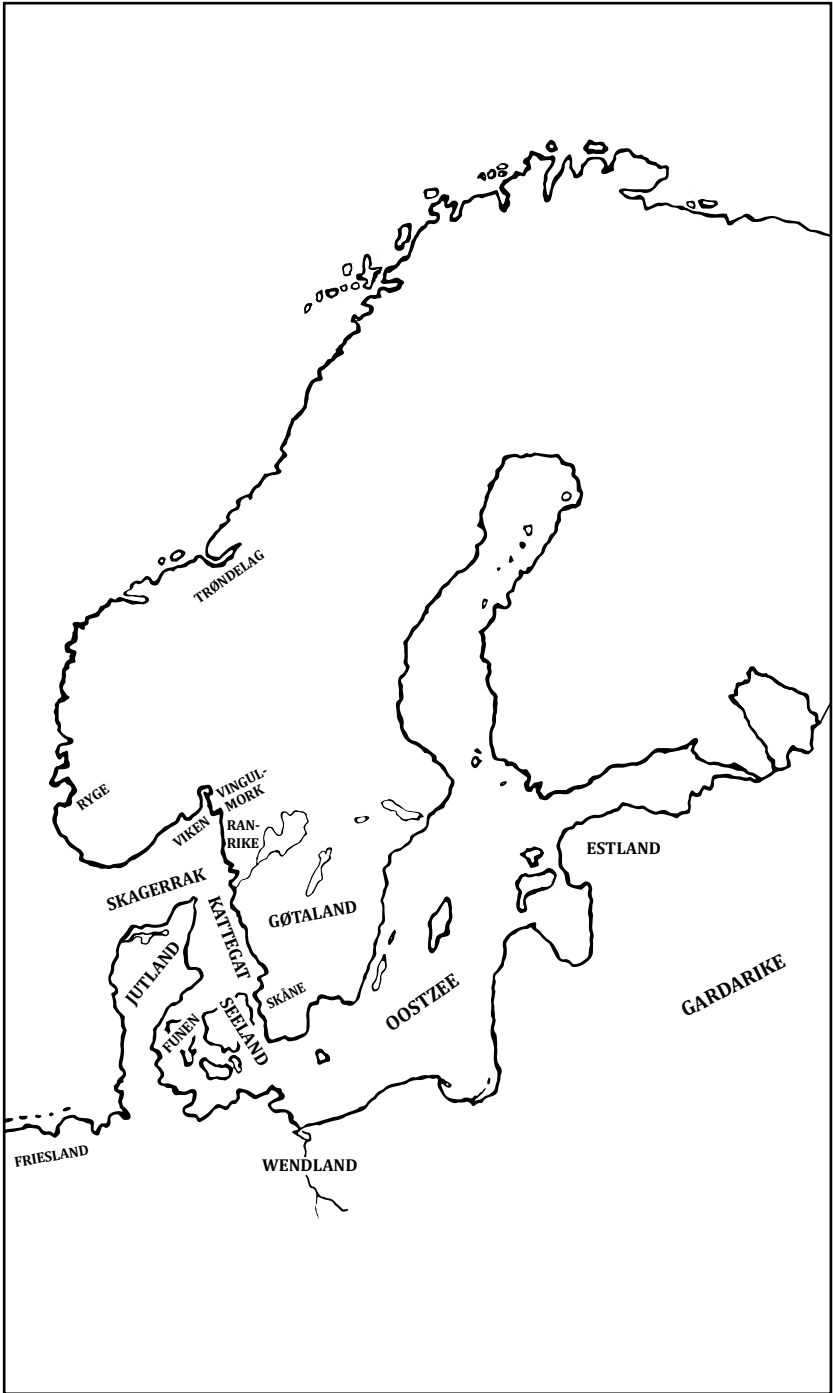 TRØNDELAG
RYGE
VINGUL-
MORK
VIKEN
RAN-
RIKE
ESTLAND
SKAGERRAK
KATTEGAT
GØTALAND
JUTLAND
GARDARIKE
SKÅNE
OOSTZEE
SEELAND
FUNEN
FRIESLAND
WENDLAND